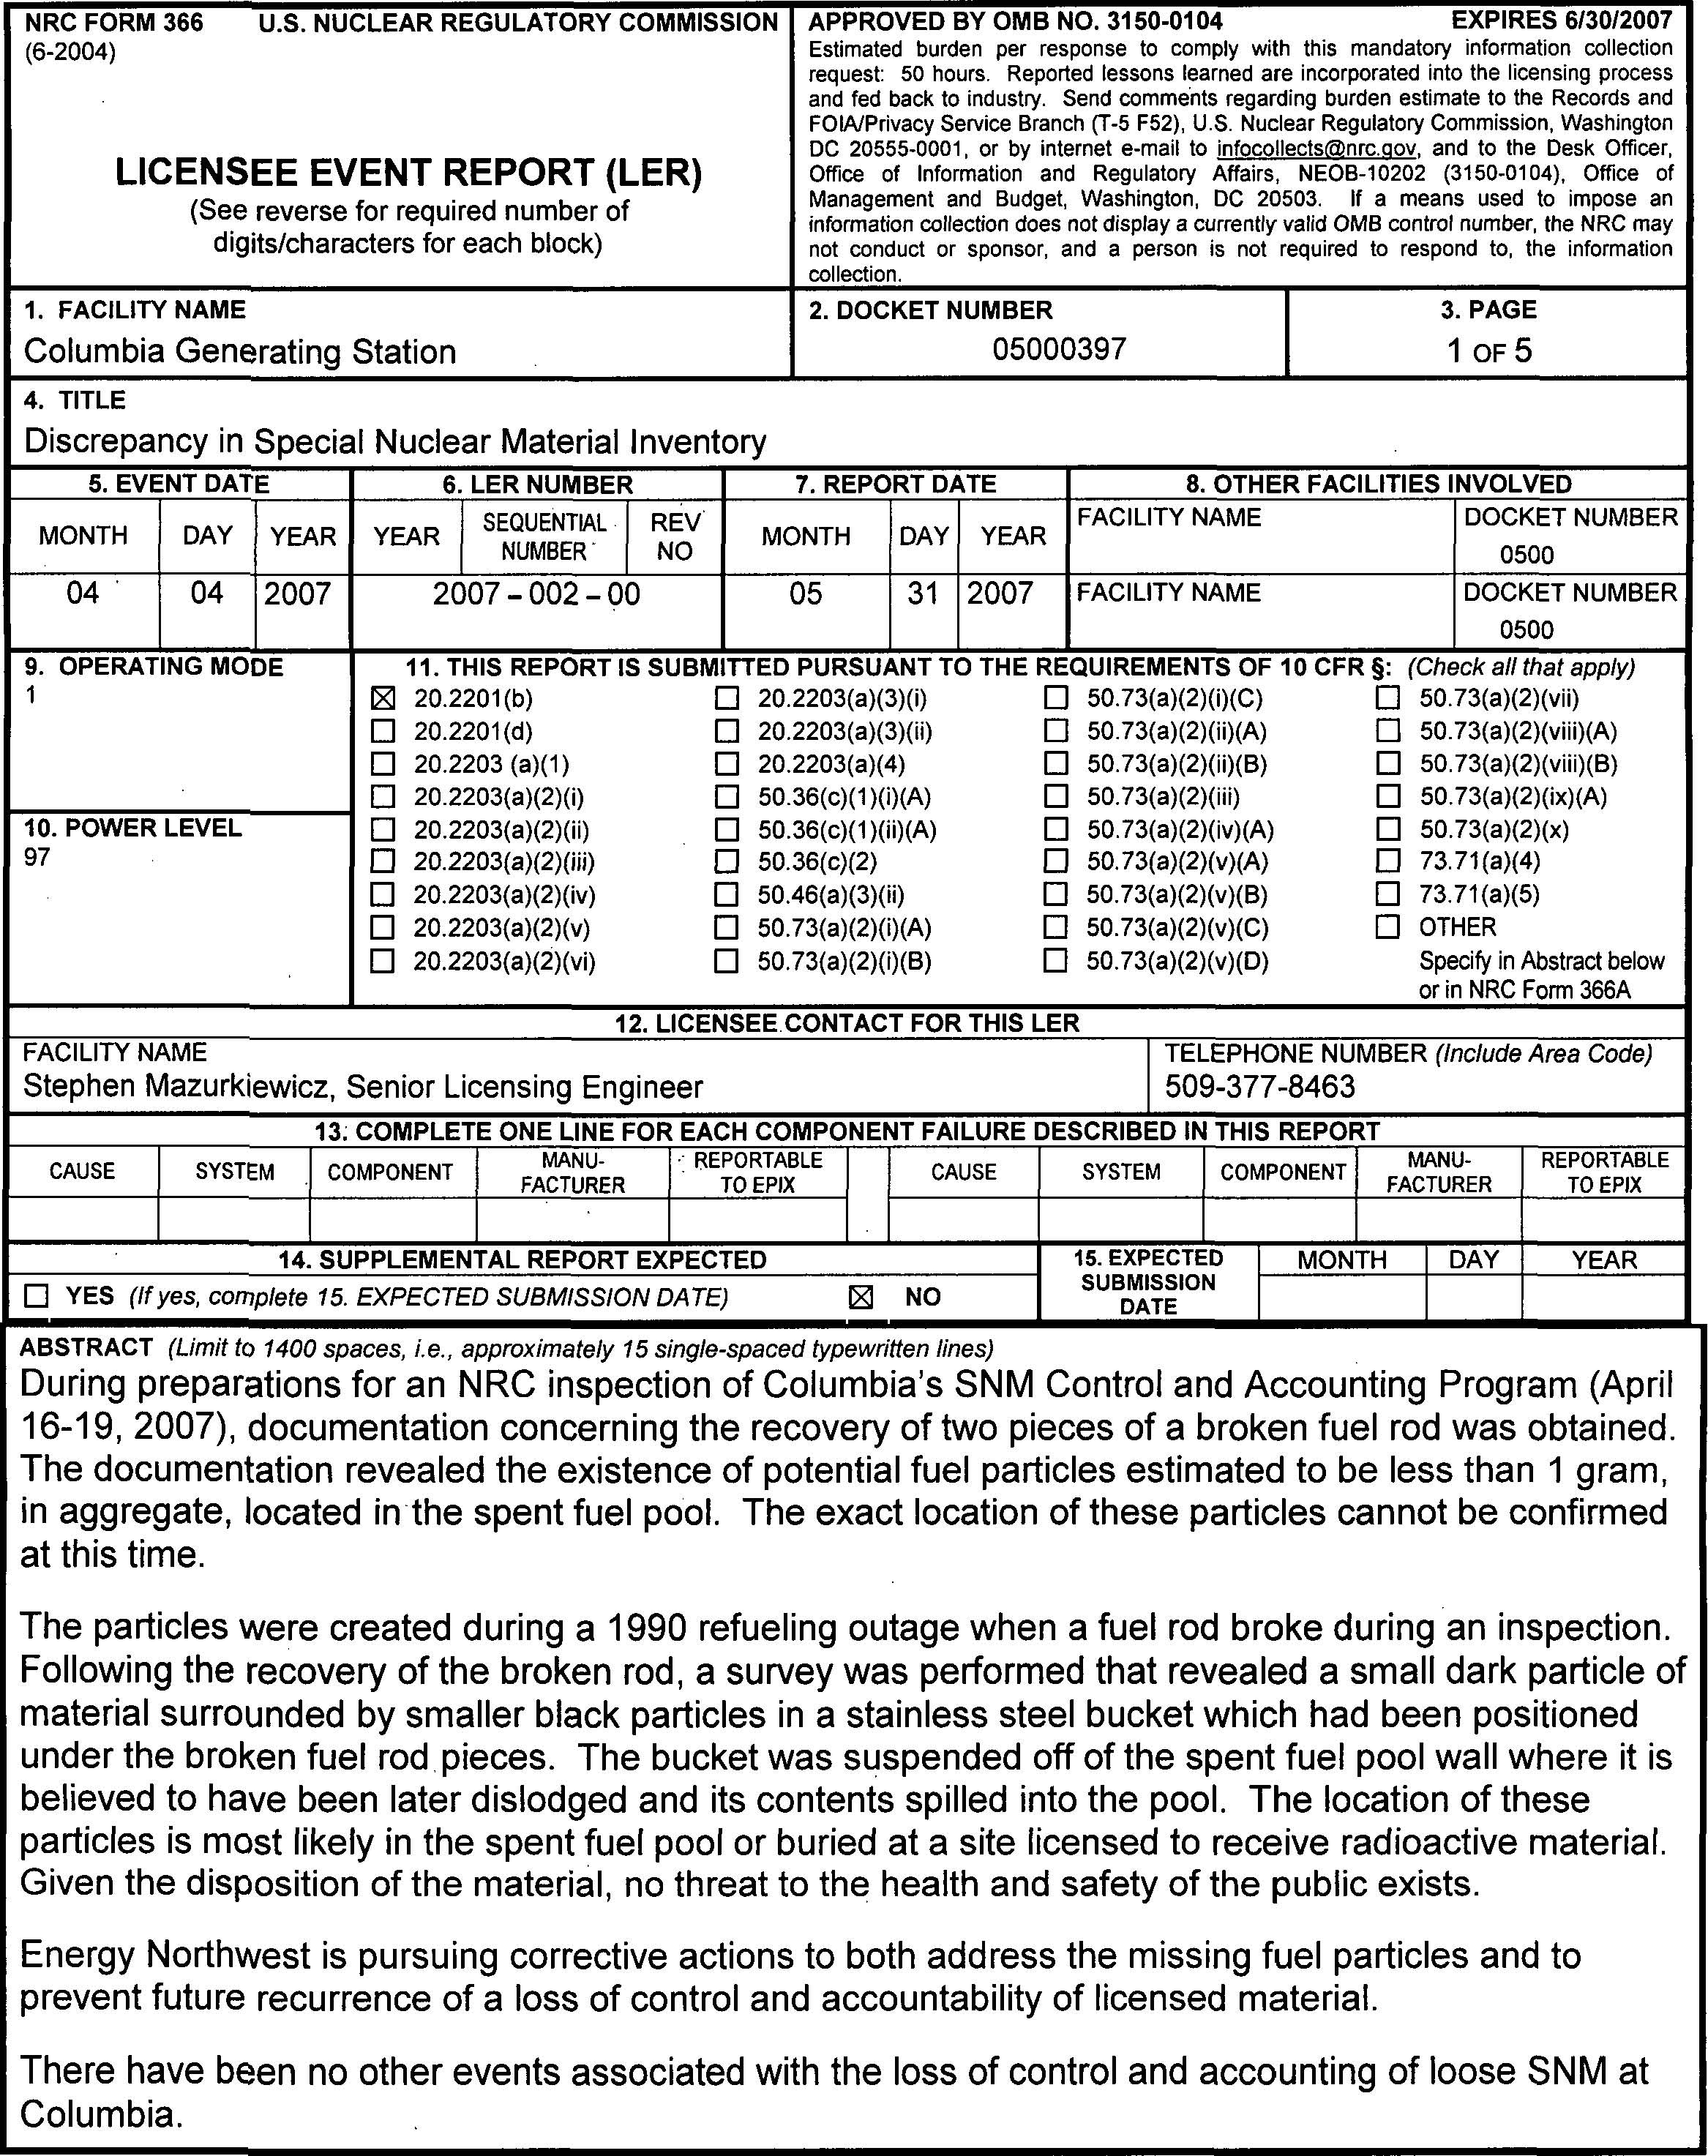 NRC FORM 366 U.S. NUCLEAR REGULATORY COMMISSION
(6-2004)
LICENSEE EVENT REPORT (LER)
(See reverse for required number of
digits/characters for each block)
APPROVED BY OMB NO. 3150-0104 EXPIRES 6/30/2007
Estimated burden per response to comply with this mandatory information collection
request: 50 hours. Reported lessons learned are incorporated into the licensing process
and fed back to industry. Send comments regarding burden estimate to the Records and
FOIA/Privacy Service Branch (T-5 F52), U.S. Nuclear Regulatory Commission, Washington
DC 20555-0001, or by internet e-mail to infocollects@nrc.gov, and to the Desk Officer,
Office of Information and Regulatory Affairs, NEOB-10202 (3150-0104), Office of
Management and Budget, Washington, DC 20503. If a means used to impose an
information collection does not display a currently valid OMB control number, the NRC may
not conduct or sponsor, and a person is not required to respond to, the information
collection.
1. FACILITY NAME 2. DOCKET NUMBER 3. PAGE
Columbia Generating Station 05000397 1 OF 5
4. TITLE
Discrepancy in Special Nuclear Material Inventory
5. EVENT DATE 6. LER NUMBER 7. REPORT DATE 8. OTHER FACILITIES INVOLVED
MONTH DAY YEAR YEAR SEQUENTIAL NUMBER REV NO MONTH DAY YEAR FACILITY NAME DOCKET NUMBER
0500
04 04 2007 2007 – 002 – 00 05 31 2007 FACILITY NAME DOCKET NUMBER
0500
9. OPERATING MODE 11. THIS REPORT IS SUBMITTED PURSUANT TO THE REQUIREMENTS OF 10 CFR §: (Check all that apply)
1
☒ 20.2201(b) ☐ 20.2203(a)(3)(i) ☐ 50.73(a)(2)(i)(C) ☐ 50.73(a)(2)(vii)
☐ 20.2201(d) ☐ 20.2203(a)(3)(ii) ☐ 50.73(a)(2)(ii)(A) ☐ 50.73(a)(2)(viii)(A)
☐ 20.2203 (a)(1) ☐ 20.2203(a)(4) ☐ 50.73(a)(2)(ii)(B) ☐ 50.73(a)(2)(viii)(B)
☐ 20.2203(a)(2)(i) ☐ 50.36(c)(1)(i)(A) ☐ 50.73(a)(2)(iii) ☐ 50.73(a)(2)(ix)(A)
10. POWER LEVEL ☐ 20.2203(a)(2)(ii) ☐ 50.36(c)(1)(ii)(A) ☐ 50.73(a)(2)(iv)(A) ☐ 50.73(a)(2)(x)
97 ☐ 20.2203(a)(2)(iii) ☐ 50.36(c)(2) ☐ 50.73(a)(2)(v)(A) ☐ 73.71(a)(4)
☐ 20.2203(a)(2)(iv) ☐ 50.46(a)(3)(ii) ☐ 50.73(a)(2)(v)(B) ☐ 73.71(a)(5)
☐ 20.2203(a)(2)(v) ☐ 50.73(a)(2)(i)(A) ☐ 50.73(a)(2)(v)(C) ☐ OTHER
☐ 20.2203(a)(2)(vi) ☐ 50.73(a)(2)(i)(B) ☐ 50.73(a)(2)(v)(D) Specify in Abstract below
or in NRC Form 366A
12. LICENSEE CONTACT FOR THIS LER
FACILITY NAME TELEPHONE NUMBER (Include Area Code)
Stephen Mazurkiewicz, Senior Licensing Engineer 509-377-8463
13. COMPLETE ONE LINE FOR EACH COMPONENT FAILURE DESCRIBED IN THIS REPORT
CAUSE SYSTEM COMPONENT MANU-FACTURER REPORTABLE TO EPIX CAUSE SYSTEM COMPONENT MANU-FACTURER REPORTABLE TO EPIX
14. SUPPLEMENTAL REPORT EXPECTED 15. EXPECTED SUBMISSION DATE MONTH DAY YEAR
☐ YES (If yes, complete 15. EXPECTED SUBMISSION DATE) ☒ NO
ABSTRACT (Limit to 1400 spaces, i.e., approximately 15 single-spaced typewritten lines)
During preparations for an NRC inspection of Columbia's SNM Control and Accounting Program (April
16-19, 2007), documentation concerning the recovery of two pieces of a broken fuel rod was obtained.
The documentation revealed the existence of potential fuel particles estimated to be less than 1 gram,
in aggregate, located in the spent fuel pool. The exact location of these particles cannot be confirmed
at this time.
The particles were created during a 1990 refueling outage when a fuel rod broke during an inspection.
Following the recovery of the broken rod, a survey was performed that revealed a small dark particle of
material surrounded by smaller black particles in a stainless steel bucket which had been positioned
under the broken fuel rod pieces. The bucket was suspended off of the spent fuel pool wall where it is
believed to have been later dislodged and its contents spilled into the pool. The location of these
particles is most likely in the spent fuel pool or buried at a site licensed to receive radioactive material.
Given the disposition of the material, no threat to the health and safety of the public exists.
Energy Northwest is pursuing corrective actions to both address the missing fuel particles and to
prevent future recurrence of a loss of control and accountability of licensed material.
There have been no other events associated with the loss of control and accounting of loose SNM at
Columbia.